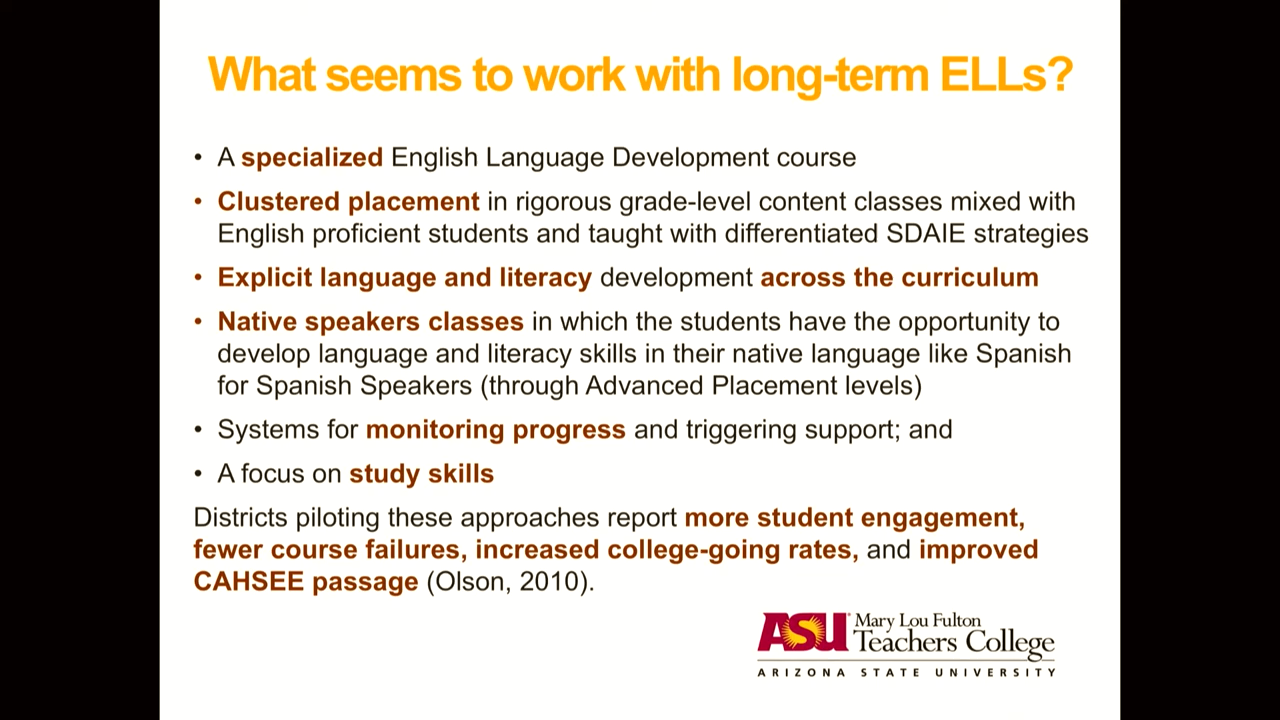 What seems to work with long-term ELLs?
• A specialized English Language Development course
• Clustered placement in rigorous grade-level content classes mixed with
English proficient students and taught with differentiated SDAIE strategies
• Explicit language and literacy development across the curriculum
• Native speakers classes in which the students have the opportunity to
develop language and literacy skills in their native language like Spanish
for Spanish Speakers (through Advanced Placement levels)
• Systems for monitoring progress and triggering support; and
• A focus on study skills
Districts piloting these approaches report more student engagement,
fewer course failures, increased college-going rates, and improved
CAHSEE passage (Olson, 2010).
ASU Mary Lou Fulton
Teachers College
ARIZONA STATE UNIVERSITY